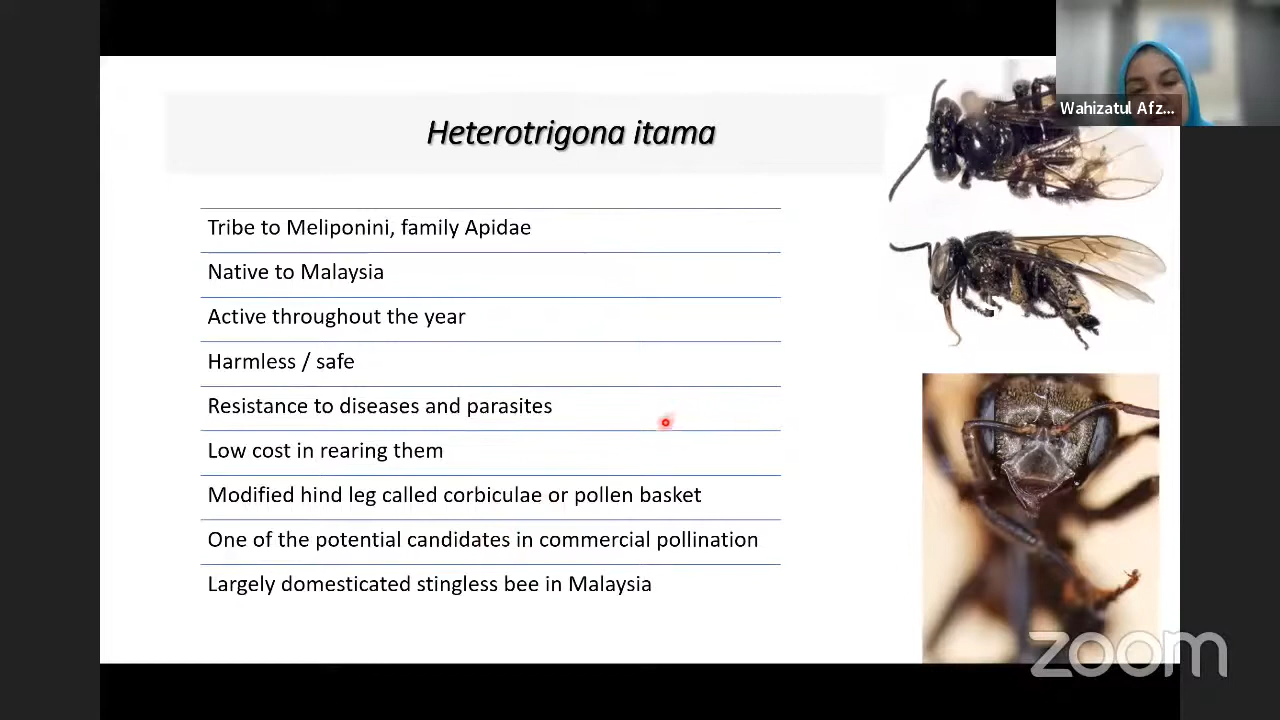 Wahizatul Afz...
Heterotrigona itama
Tribe to Meliponini, family Apidae
Native to Malaysia
Active throughout the year
Harmless / safe
Resistance to diseases and parasites
Low cost in rearing them
Modified hind leg called corbiculae or pollen basket
One of the potential candidates in commercial pollination
Largely domesticated stingless bee in Malaysia
zoom